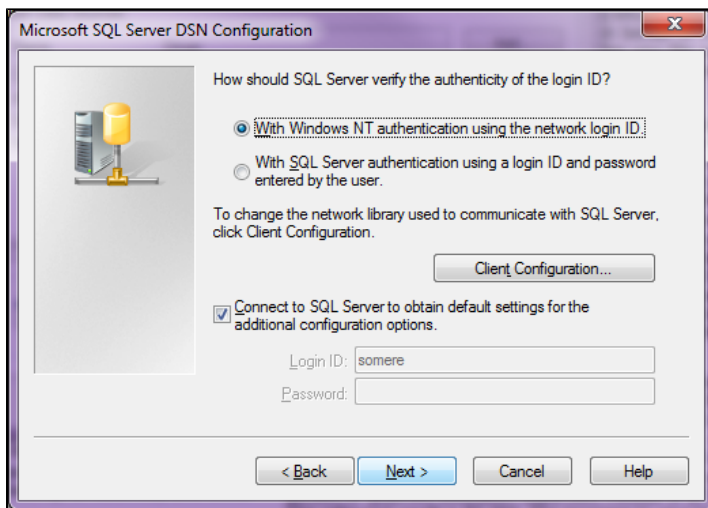 Microsoft SQL Server DSN Configuration
How should SQL Server verify the authenticity of the login ID?
With Windows NT authentication using the network login ID.
With SQL Server authentication using a login ID and password
entered by the user.
To change the network library used to communicate with SQL Server,
click Client Configuration.
Client Configuration...
Connect to SQL Server to obtain default settings for the
additional configuration options.
Login ID: somere
Password:
< Back Next > Cancel Help